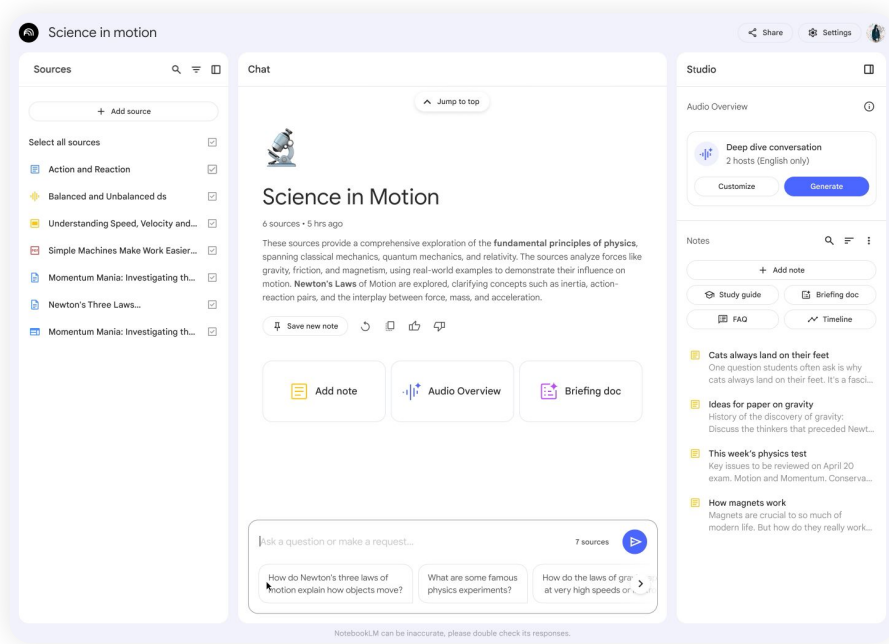 Science in motion
Share
Settings
Sources
+ Add source
Select all sources
Action and Reaction
Balanced and Unbalanced ds
Understanding Speed, Velocity and...
Simple Machines Make Work Easier...
Momentum Mania: Investigating th...
Newton's Three Laws...
Momentum Mania: Investigating th...
Chat
Jump to top
Science in Motion
6 sources • 5 hrs ago
These sources provide a comprehensive exploration of the fundamental principles of physics,
spanning classical mechanics, quantum mechanics, and relativity. The sources analyze forces like
gravity, friction, and magnetism, using real-world examples to demonstrate their influence on
motion. Newton's Laws of Motion are explored, clarifying concepts such as inertia, action-
reaction pairs, and the interplay between force, mass, and acceleration.
Save new note
Add note
Audio Overview
Briefing doc
Ask a question or make a request...
7 sources
How do Newton's three laws of
motion explain how objects move?
What are some famous
physics experiments?
How do the laws of
at very high speeds or
NotebookLM can be inaccurate, please double check its responses.
Studio
Audio Overview
Deep dive conversation
2 hosts (English only)
Customize
Generate
Notes
+ Add note
Study guide
Briefing doc
FAQ
Timeline
Cats always land on their feet
One question students often ask is why
cats always land on their feet. It's a fasci...
Ideas for paper on gravity
History of the discovery of gravity:
Discuss the thinkers that preceded Newt...
This week's physics test
Key issues to be reviewed on April 20
exam. Motion and Momentum. Conserva...
How magnets work
Magnets are crucial to so much of
modern life. But how do they really work...